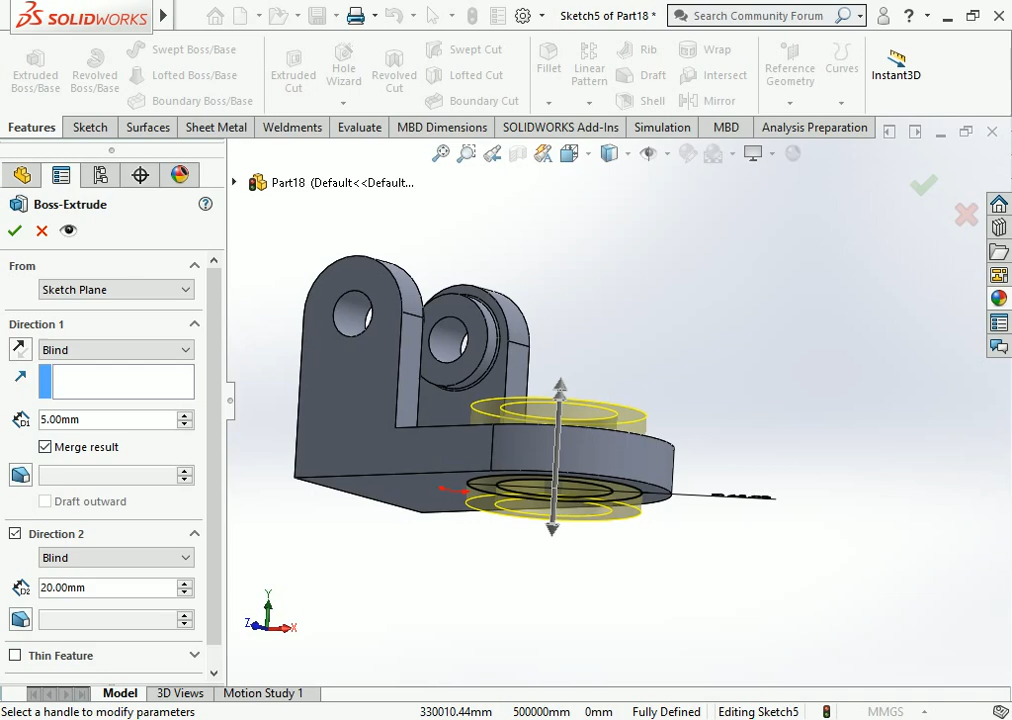 SOLIDWORKS
Sketch5 of Part18 *
Search Community Forum
?
Extruded Boss/Base
Revolved Boss/Base
Swept Boss/Base
Lofted Boss/Base
Boundary Boss/Base
Extruded Cut
Hole Wizard
Revolved Cut
Swept Cut
Lofted Cut
Boundary Cut
Fillet
Linear Pattern
Rib
Draft
Shell
Wrap
Intersect
Mirror
Reference Geometry
Curves
Instant3D
Features
Sketch
Surfaces
Sheet Metal
Weldments
Evaluate
MBD Dimensions
SOLIDWORKS Add-Ins
Simulation
MBD
Analysis Preparation
Part18 (Default<<Default...
Boss-Extrude
From
Sketch Plane
Direction 1
Blind
D1
5.00mm
Merge result
Draft outward
Direction 2
Blind
D2
20.00mm
Thin Feature
Y
Z
X
Model
3D Views
Motion Study 1
Select a handle to modify parameters
330010.44mm
500000mm
0mm
Fully Defined
Editing Sketch5
MMGS